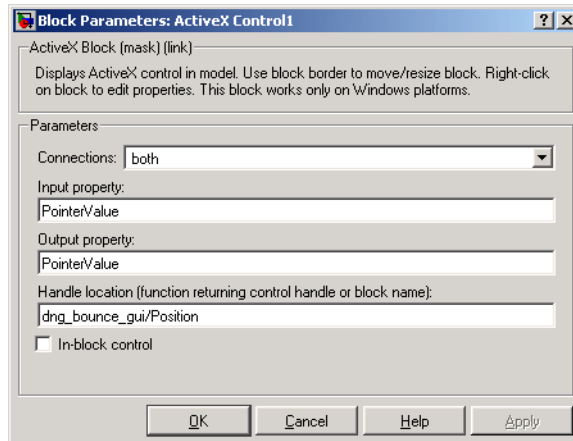 Block Parameters: ActiveX Control1
ActiveX Block (mask) (link)
Displays ActiveX control in model. Use block border to move/resize block. Right-click
on block to edit properties. This block works only on Windows platforms.
Parameters
Connections: both
Input property:
PointerValue
Output property:
PointerValue
Handle location (function returning control handle or block name):
dng_bounce_gui/Position
In-block control
OK Cancel Help Apply